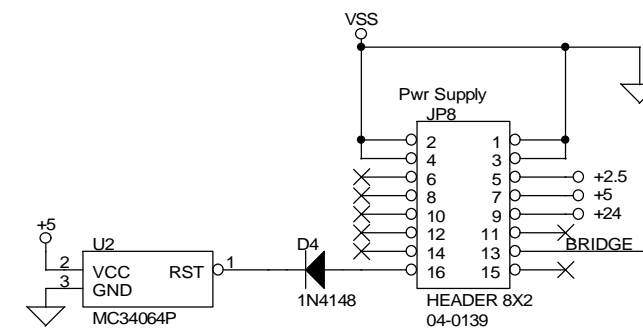 VSS
Pwr Supply
JP8
2 1
4 3
6 5 +2.5
8 7 +5
10 9 +24
12 11
14 13 BRIDGE
16 15
HEADER 8X2
04-0139
+5
U2
2 VCC RST 1
3 GND
MC34064P
D4
1N4148